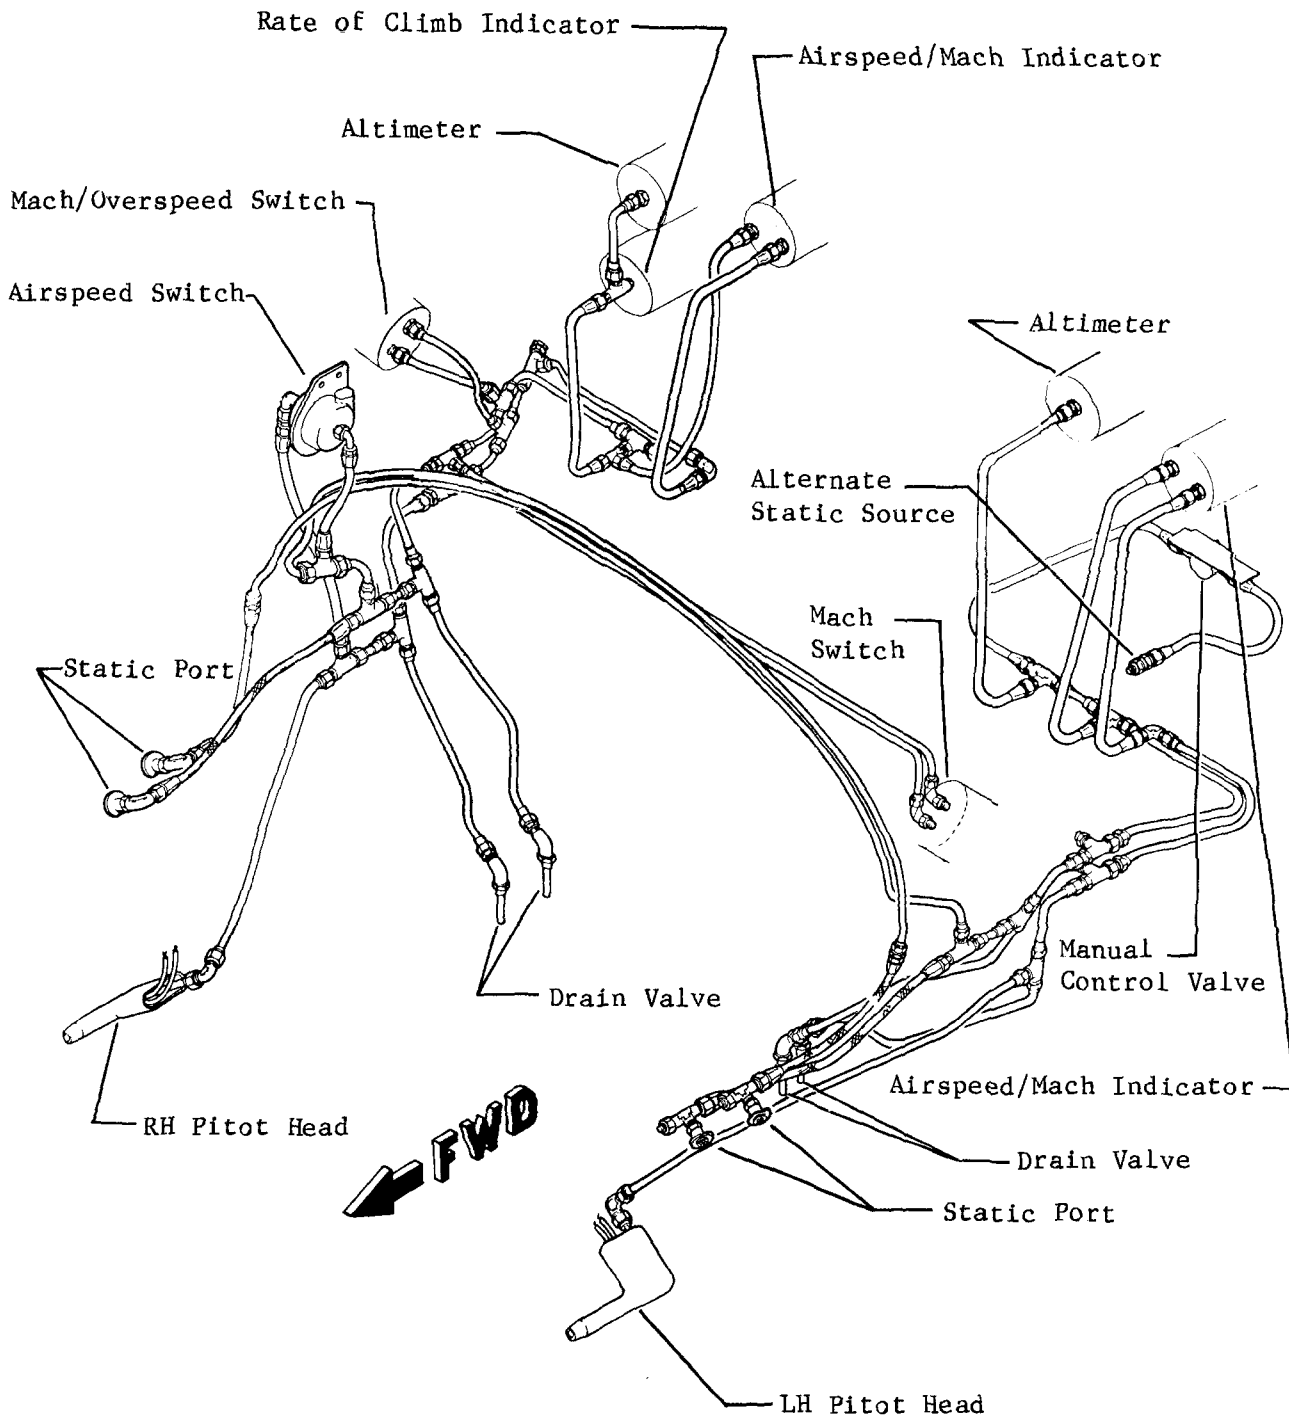 Rate of Climb Indicator
Airspeed/Mach Indicator
Altimeter
Mach/Overspeed Switch
Airspeed Switch
Altimeter
Alternate
Static Source
Mach
Switch
Static Port
Manual
Control Valve
Drain Valve
Airspeed/Mach Indicator
RH Pitot Head
FWD
Drain Valve
Static Port
LH Pitot Head